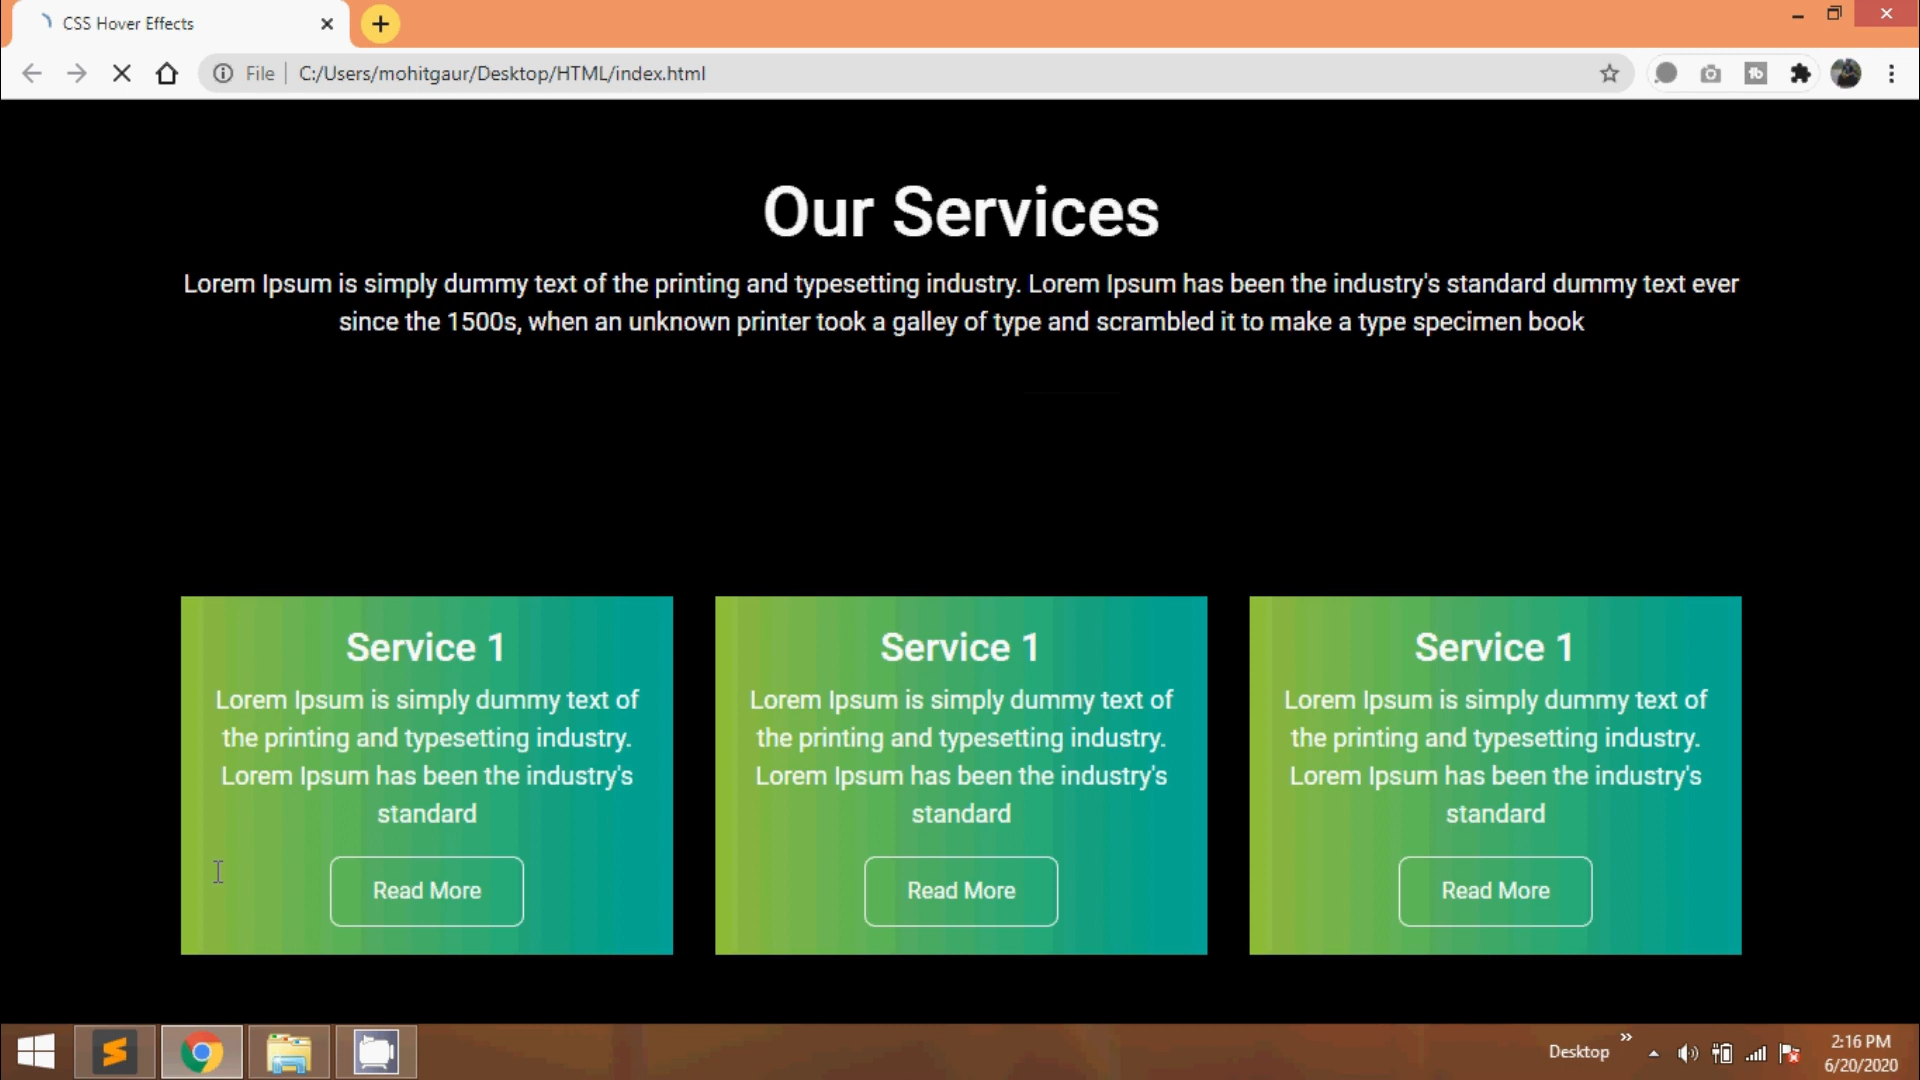 CSS Hover Effects
File C:/Users/mohitgaur/Desktop/HTML/index.html
Our Services
Lorem Ipsum is simply dummy text of the printing and typesetting industry. Lorem Ipsum has been the industry's standard dummy text ever
since the 1500s, when an unknown printer took a galley of type and scrambled it to make a type specimen book
Service 1
Lorem Ipsum is simply dummy text of
the printing and typesetting industry.
Lorem Ipsum has been the industry's
standard
Read More
Service 1
Lorem Ipsum is simply dummy text of
the printing and typesetting industry.
Lorem Ipsum has been the industry's
standard
Read More
Service 1
Lorem Ipsum is simply dummy text of
the printing and typesetting industry.
Lorem Ipsum has been the industry's
standard
Read More
Desktop
2:16 PM
6/20/2020